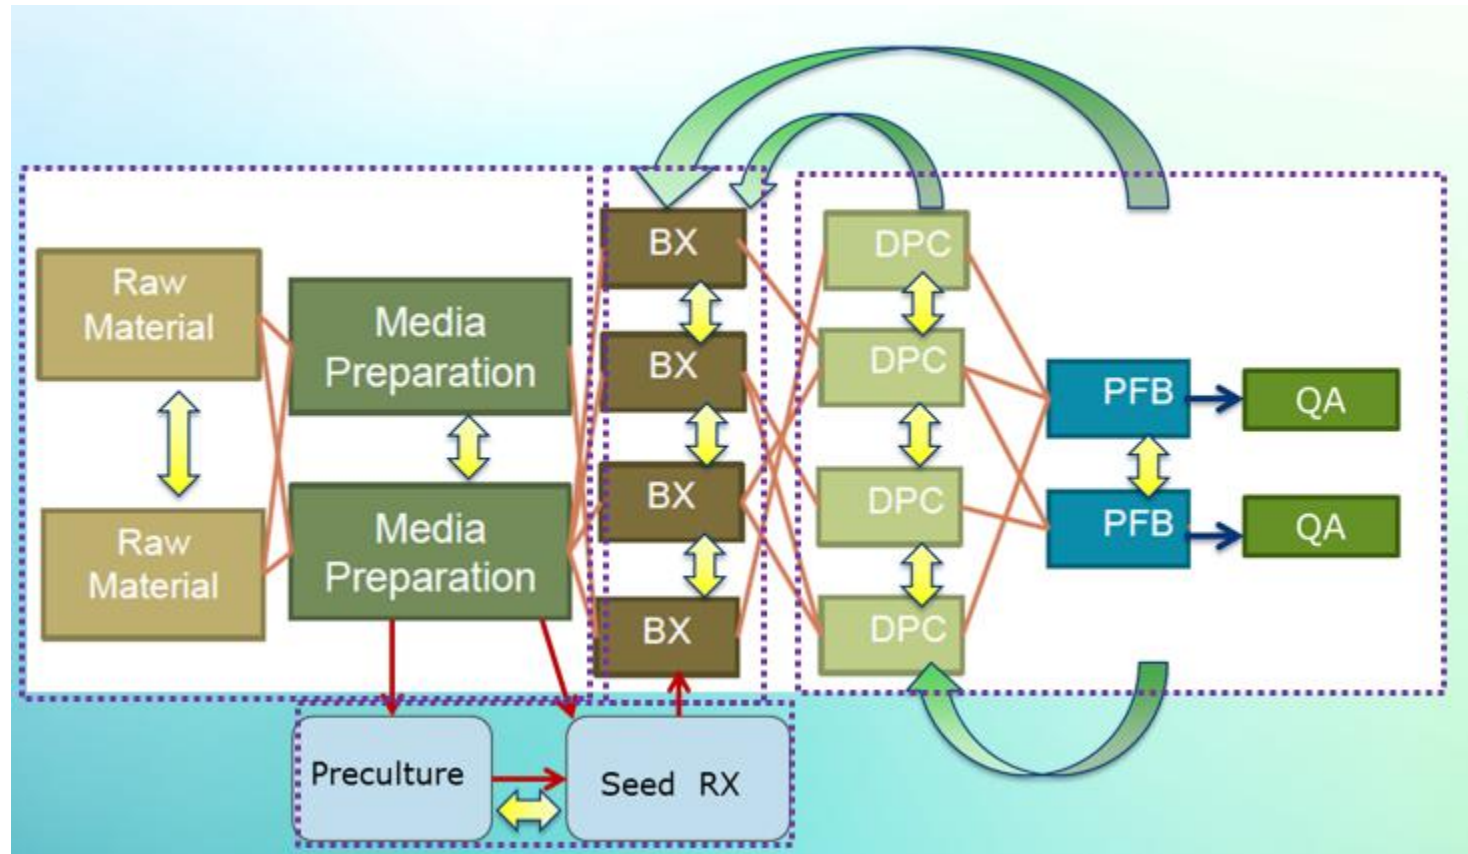 Raw
Material
Raw
Material
Media
Preparation
Media
Preparation
BX
BX
BX
BX
DPC
DPC
DPC
DPC
PFB
PFB
QA
QA
Preculture
Seed RX